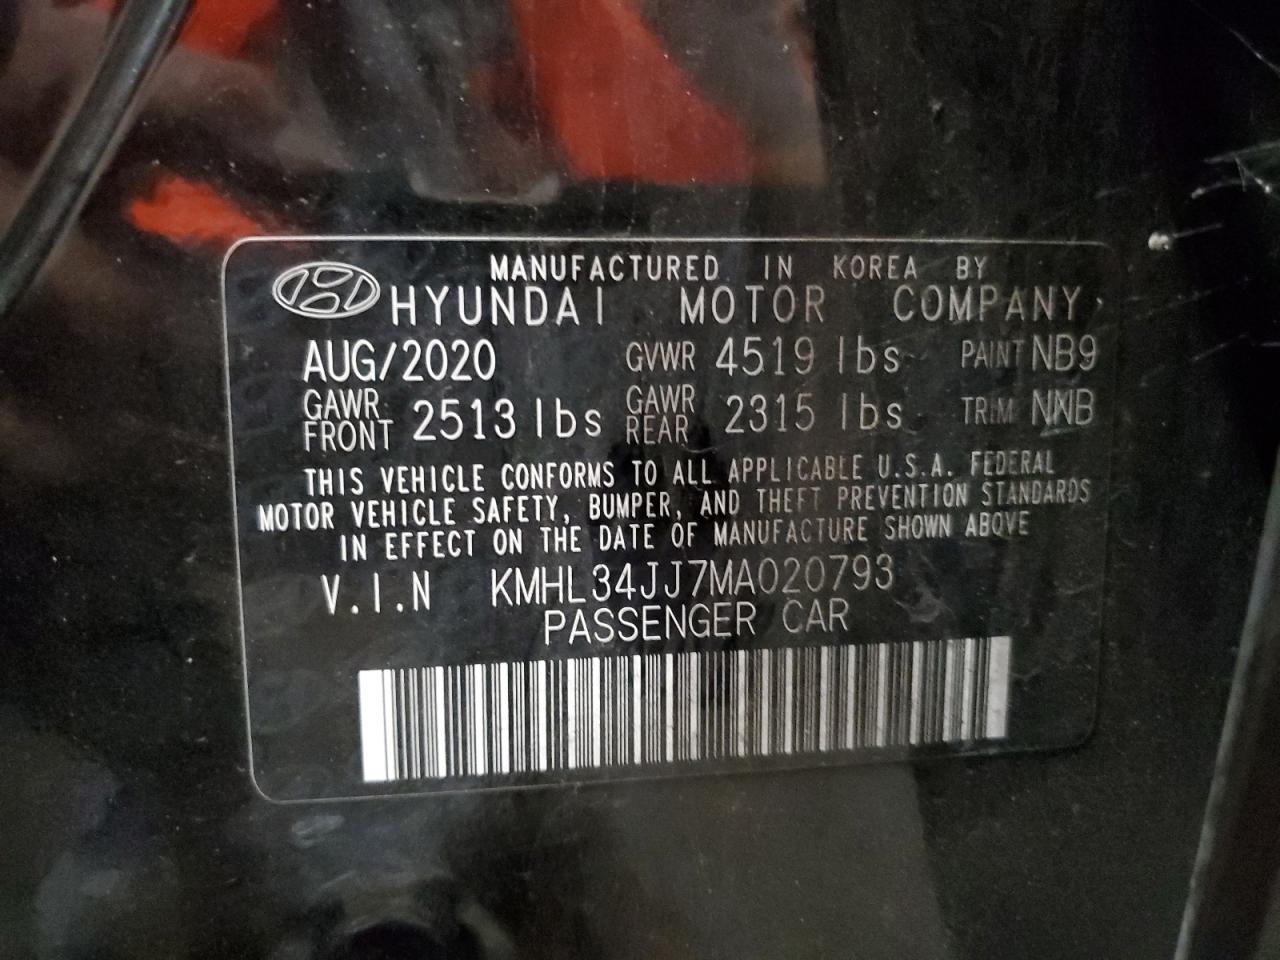 MANUFACTURED IN KOREA BY
HYUNDAI MOTOR COMPANY
AUG/2020 GVWR 4519 lbs PAINT NB9
GAWR FRONT 2513 lbs GAWR REAR 2315 lbs TRIM NNB
THIS VEHICLE CONFORMS TO ALL APPLICABLE U.S.A. FEDERAL
MOTOR VEHICLE SAFETY, BUMPER, AND THEFT PREVENTION STANDARDS
IN EFFECT ON THE DATE OF MANUFACTURE SHOWN ABOVE
V.I.N KMHL34JJ7MA020793
PASSENGER CAR